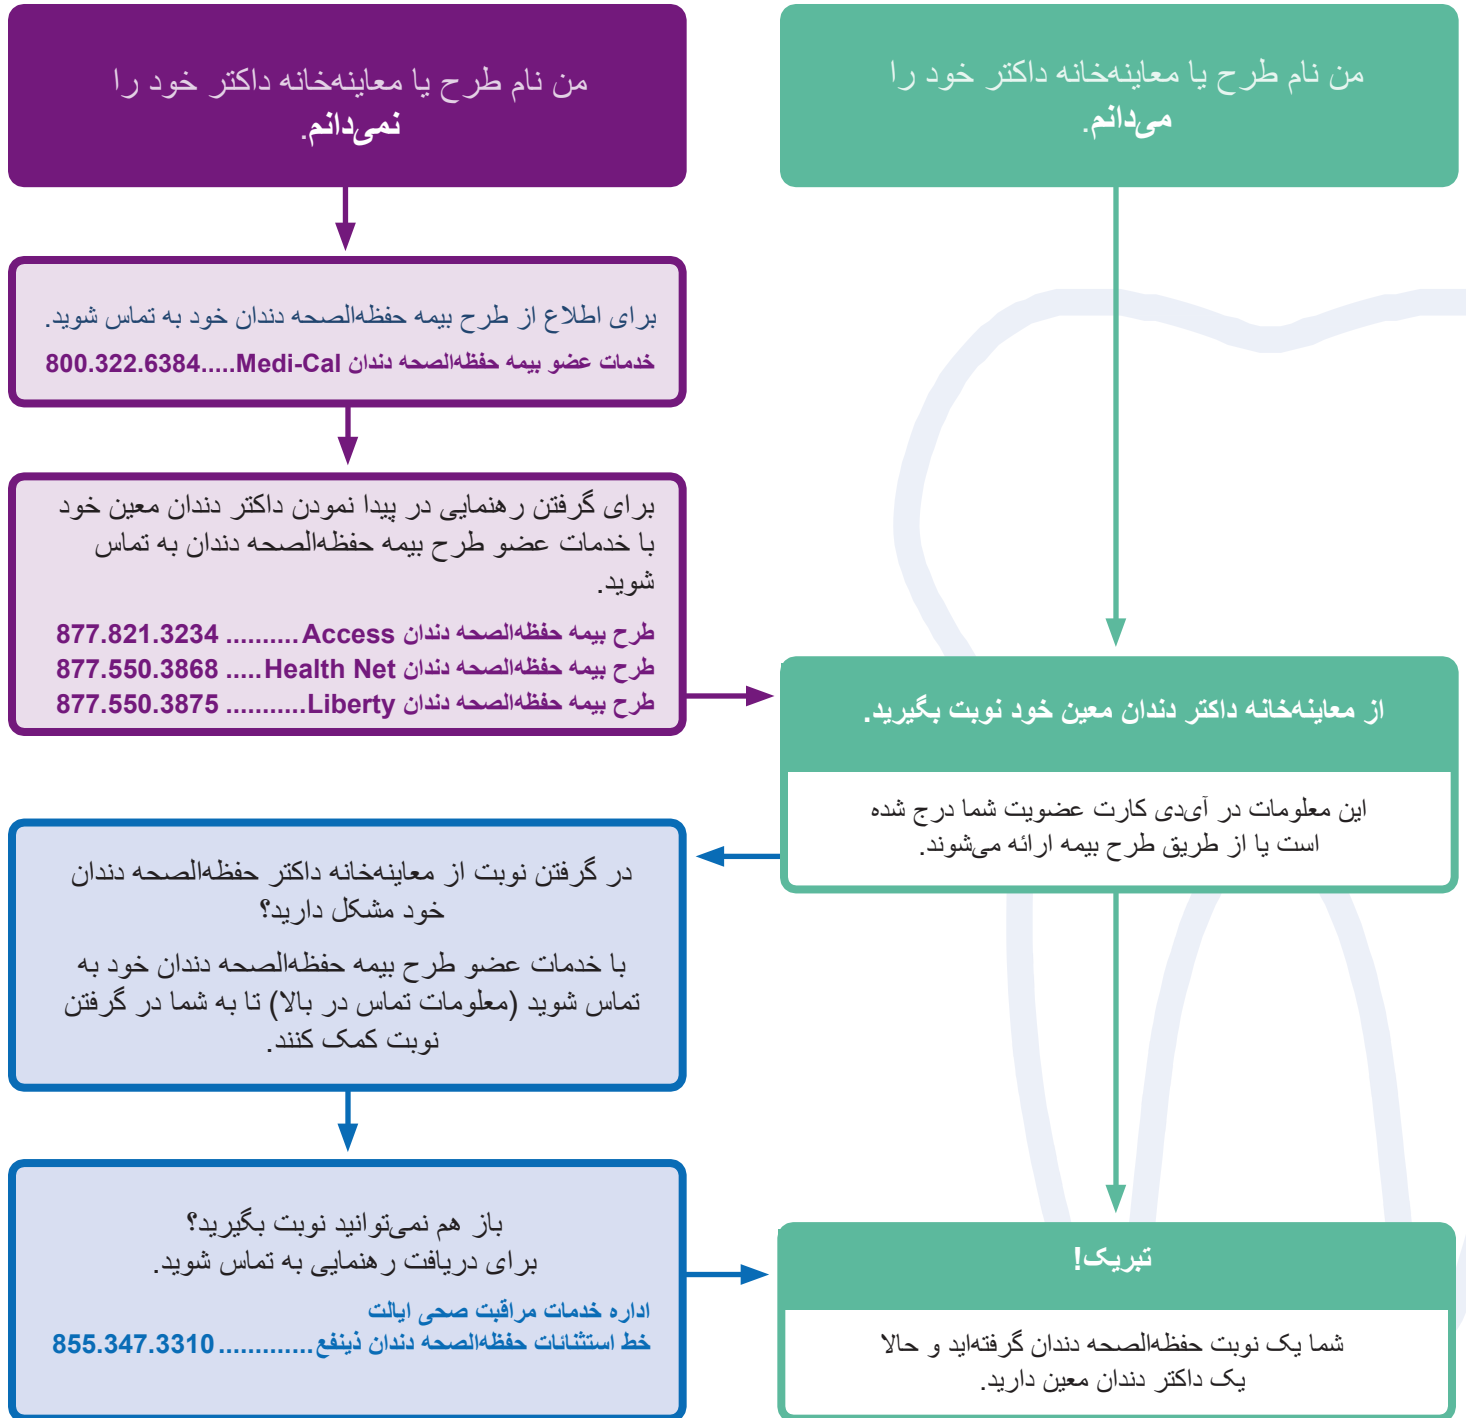 من نام طرح یا معاینه‌خانه داکتر خود را
نمی‌دانم.
من نام طرح یا معاینه‌خانه داکتر خود را
می‌دانم.
برای اطلاع از طرح بیمه حفظه‌الصحه دندان خود به تماس شوید.
خدمات عضو بیمه حفظه‌الصحه دندان Medi-Cal.....800.322.6384
برای گرفتن رهنمایی در پیدا نمودن داکتر دندان معین خود
با خدمات عضو طرح بیمه حفظه‌الصحه دندان به تماس
شوید.
طرح بیمه حفظه‌الصحه دندان Access.......... 877.821.3234
طرح بیمه حفظه‌الصحه دندان Health Net..... 877.550.3868
طرح بیمه حفظه‌الصحه دندان Liberty........... 877.550.3875
از معاینه‌خانه داکتر دندان معین خود نوبت بگیرید.
این معلومات در آی‌دی کارت عضویت شما درج شده
است یا از طریق طرح بیمه ارائه می‌شوند.
در گرفتن نوبت از معاینه‌خانه داکتر حفظه‌الصحه دندان
خود مشکل دارید؟
با خدمات عضو طرح بیمه حفظه‌الصحه دندان خود به
تماس شوید (معلومات تماس در بالا) تا به شما در گرفتن
نوبت کمک کنند.
باز هم نمی‌توانید نوبت بگیرید؟
برای دریافت رهنمایی به تماس شوید.
اداره خدمات مراقبت صحی ایالت
خط استثنائات حفظه‌الصحه دندان ذینفع............. 855.347.3310
تبریک!
شما یک نوبت حفظه‌الصحه دندان گرفته‌اید و حالا
یک داکتر دندان معین دارید.